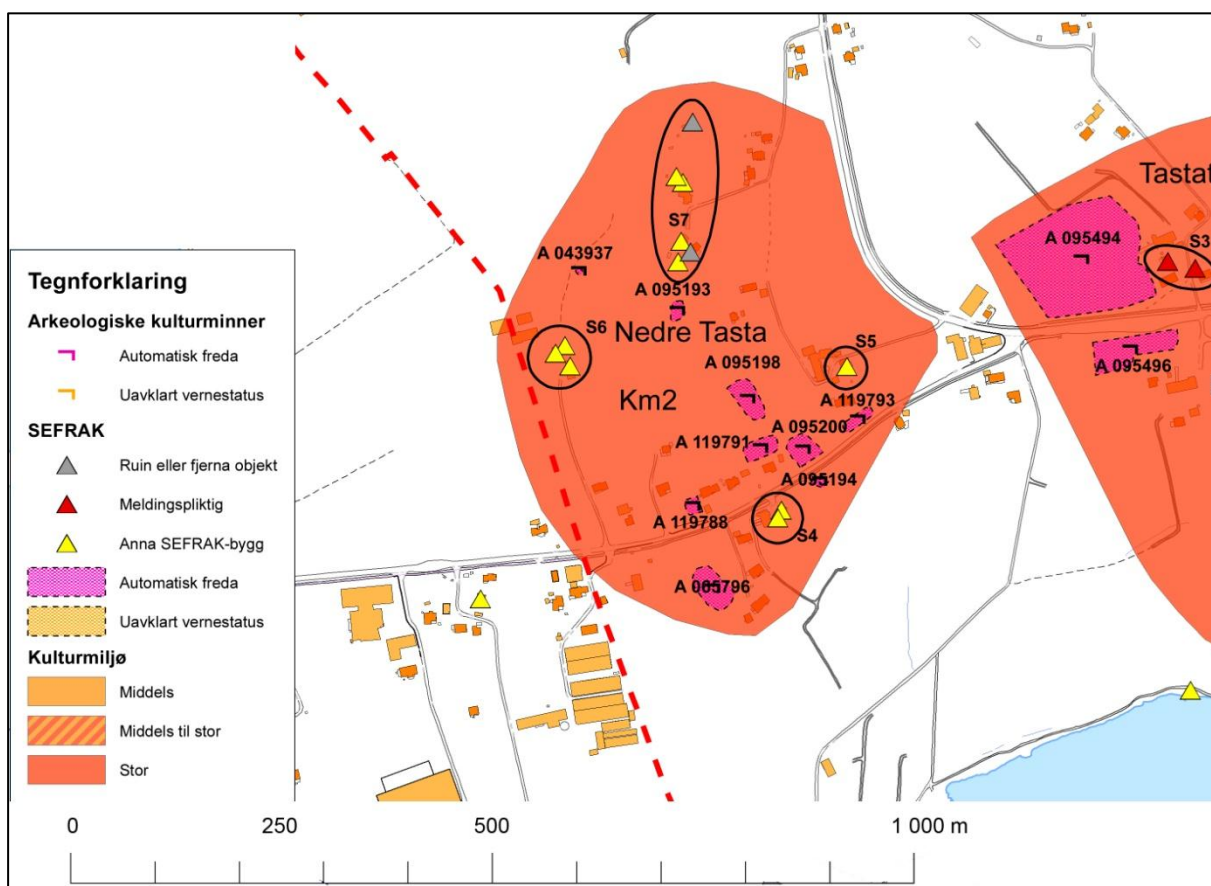 Tastat
S7
A 095494
S3
A 043937
A 095193
S6
Nedre Tasta
S5
A 095198
A 095496
Km2
A 119793
A 095200
A 119791
A 095194
A 119788
S4
A 065796
Tegnforklaring
Arkeologiske kulturminner
Automatisk freda
Uavklart vernestatus
SEFRAK
Ruin eller fjerna objekt
Meldingspliktig
Anna SEFRAK-bygg
Automatisk freda
Uavklart vernestatus
Kulturmiljø
Middels
Middels til stor
Stor
0 250 500 1 000 m